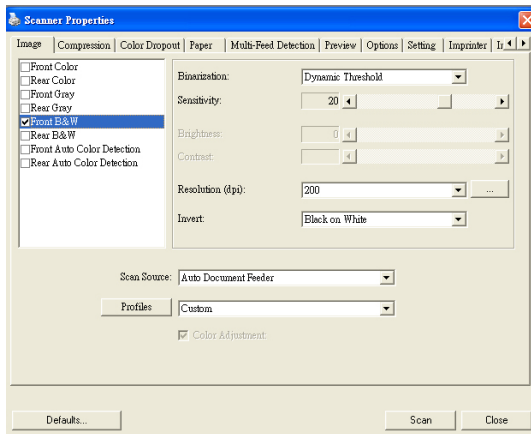 Scanner Properties
Image Compression Color Dropout Paper Multi-Feed Detection Preview Options Setting Imprinter
Front Color
Rear Color
Front Gray
Rear Gray
Front B&W
Rear B&W
Front Auto Color Detection
Rear Auto Color Detection
Binarization: Dynamic Threshold
Sensitivity: 20
Brightness: 0
Contrast:
Resolution (dpi): 200 ...
Invert: Black on White
Scan Source: Auto Document Feeder
Profiles Custom
Color Adjustment
Defaults... Scan Close